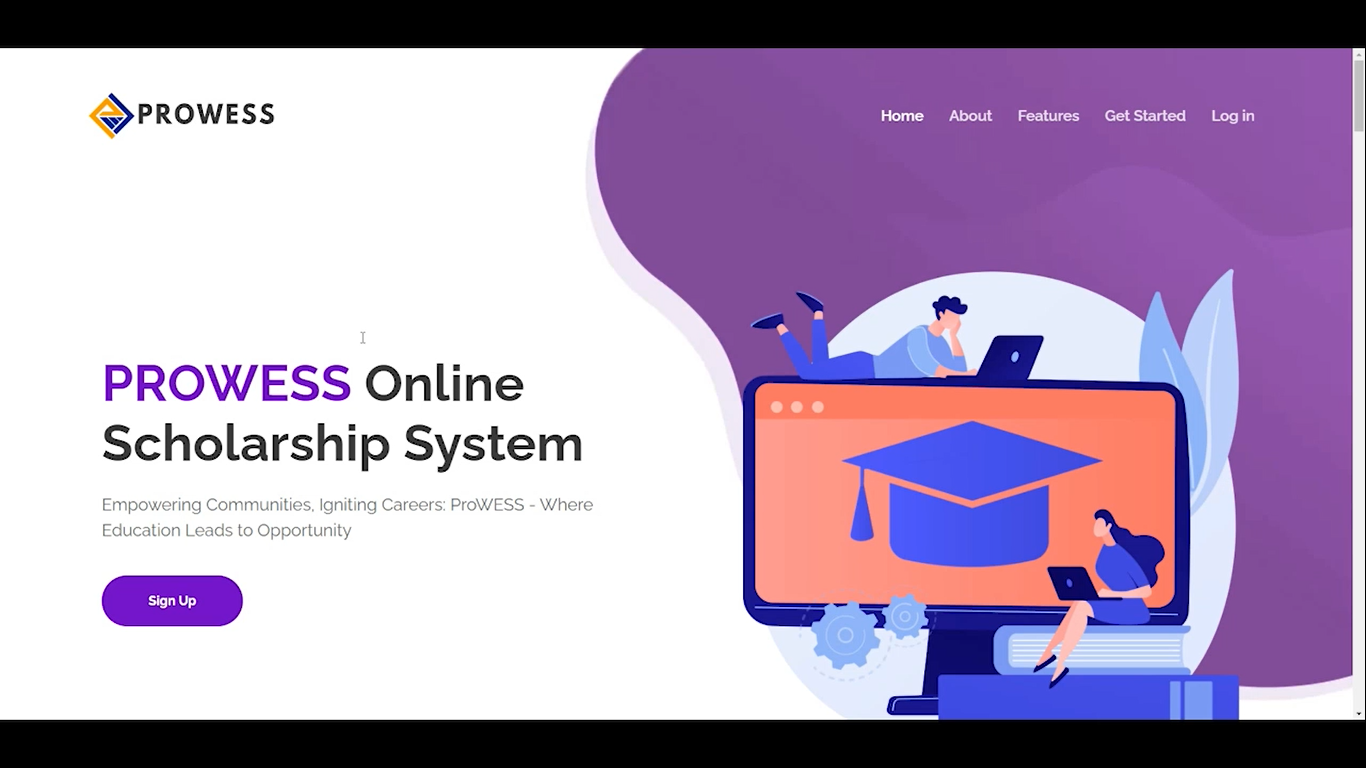 PROWESS
Home About Features Get Started Log in
PROWESS Online
Scholarship System
Empowering Communities, Igniting Careers: ProWESS - Where
Education Leads to Opportunity
Sign Up